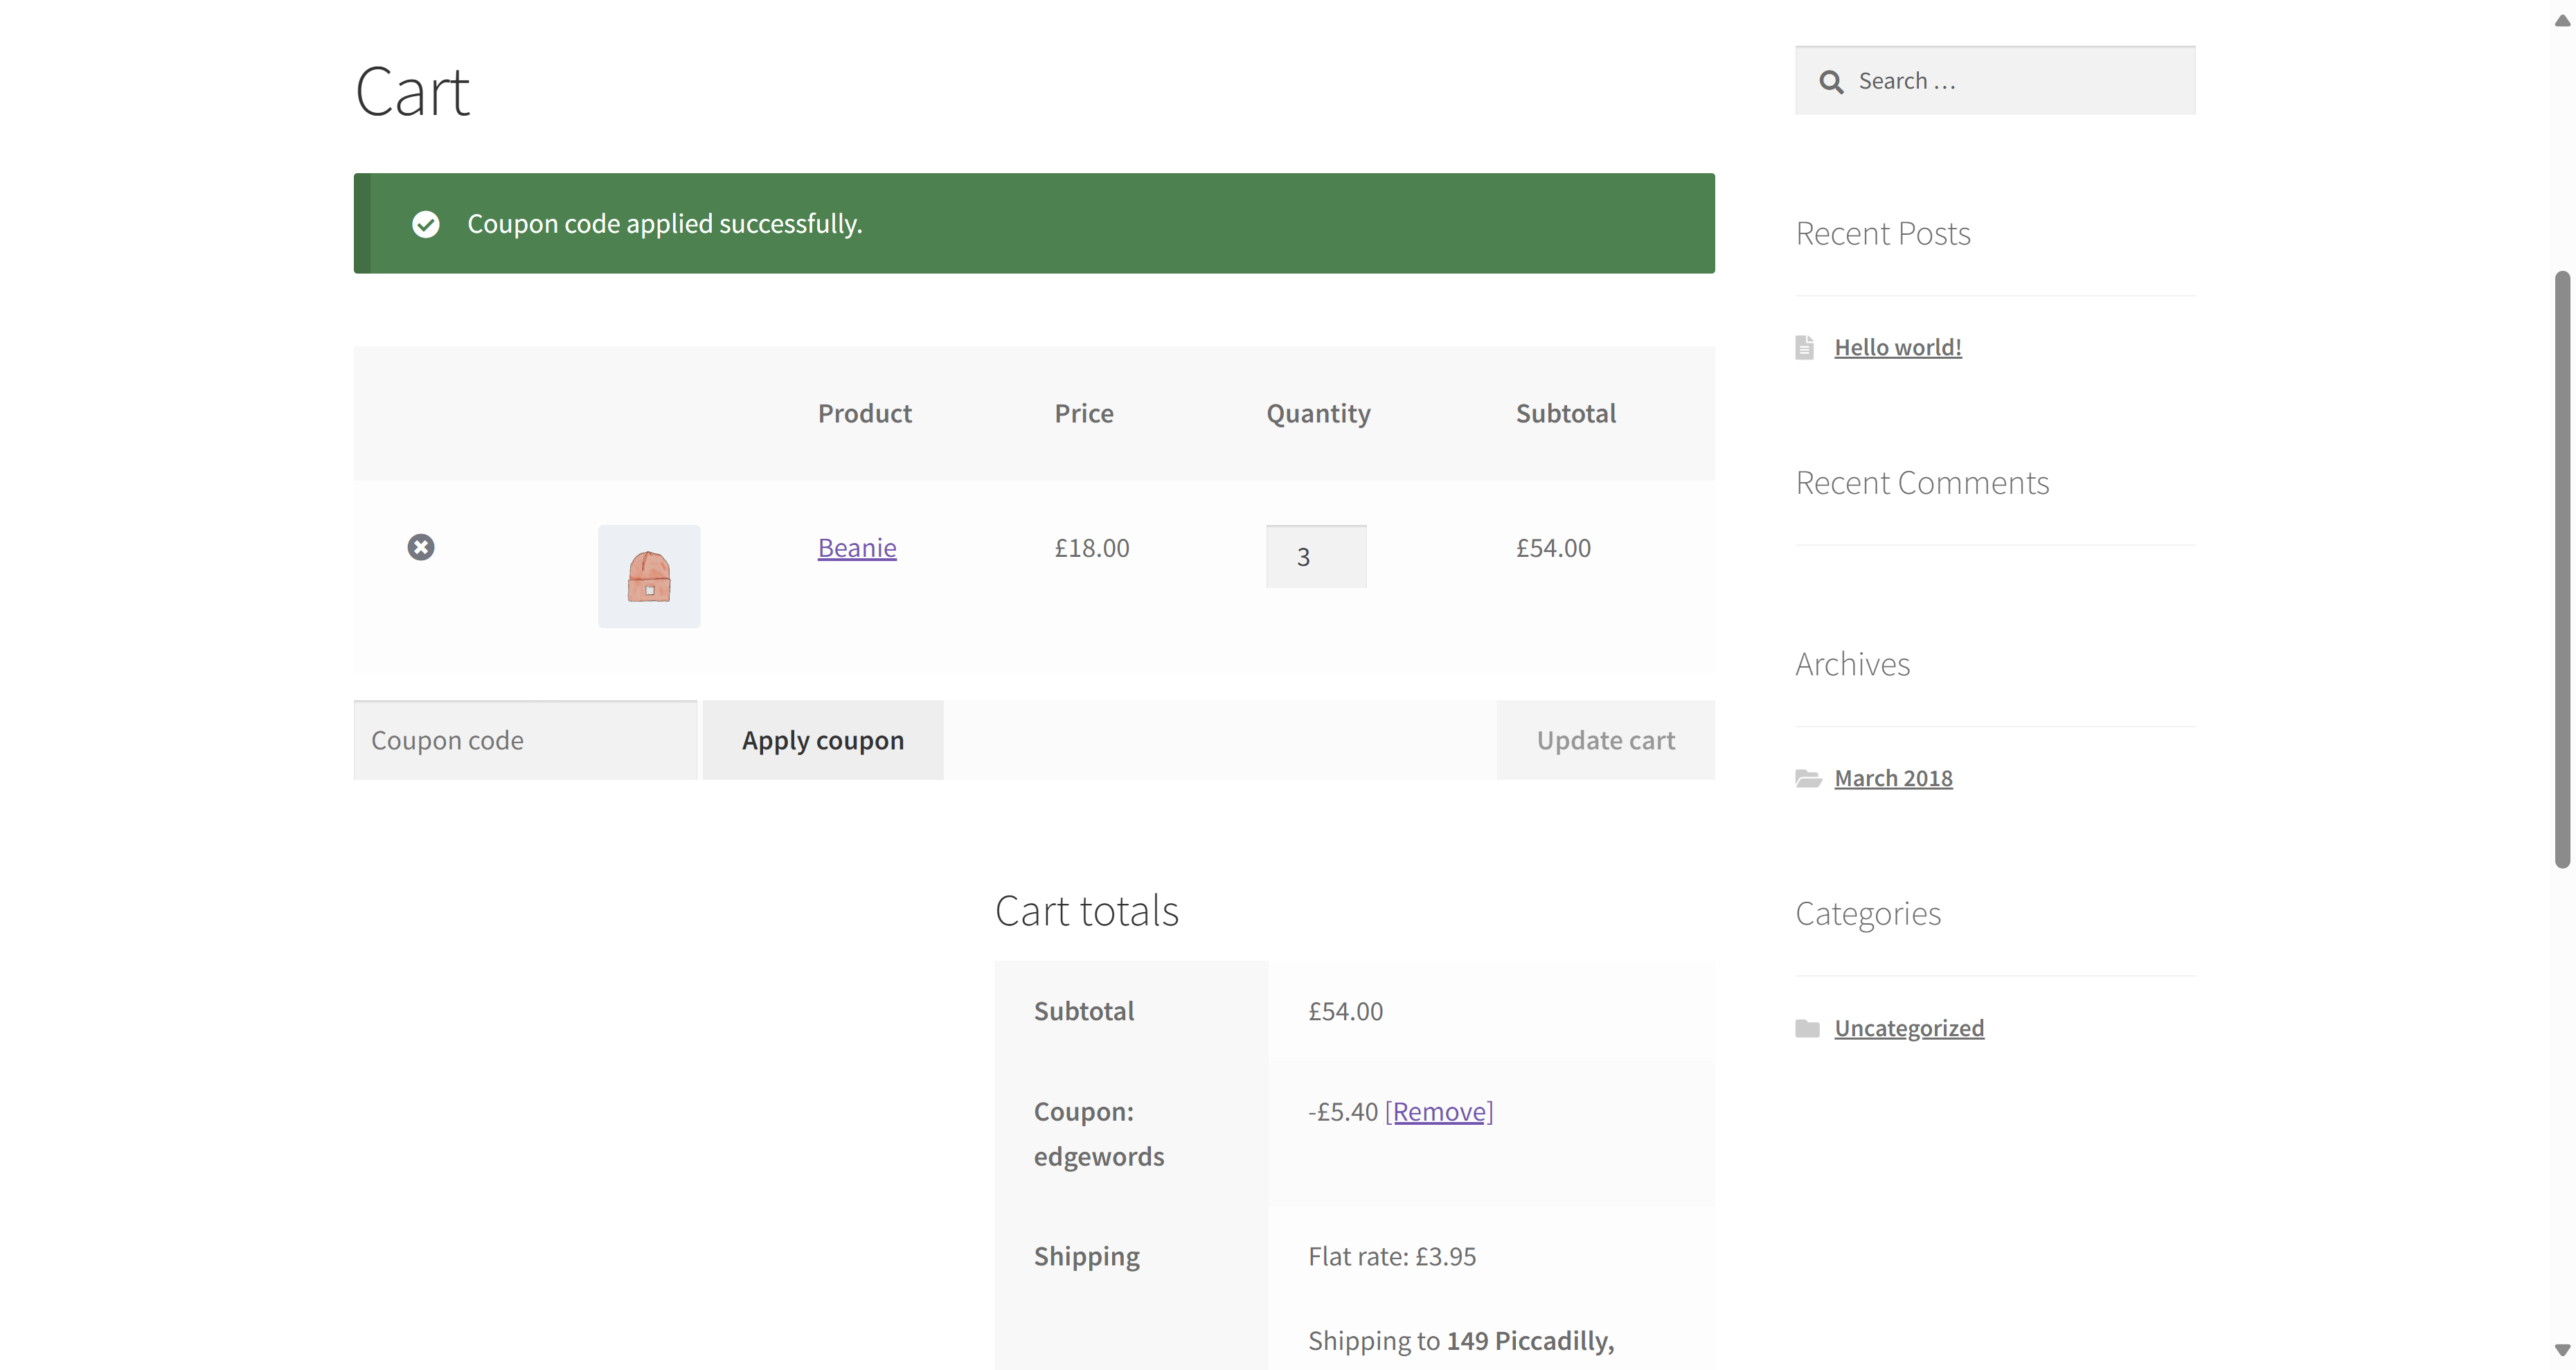 Cart
Search …
Coupon code applied successfully.
Recent Posts
Hello world!
Product Price Quantity Subtotal
Recent Comments
Beanie £18.00 3 £54.00
Archives
Coupon code Apply coupon Update cart
March 2018
Cart totals
Categories
Subtotal £54.00
Uncategorized
Coupon: -£5.40 [Remove]
edgewords
Shipping Flat rate: £3.95
Shipping to 149 Piccadilly,